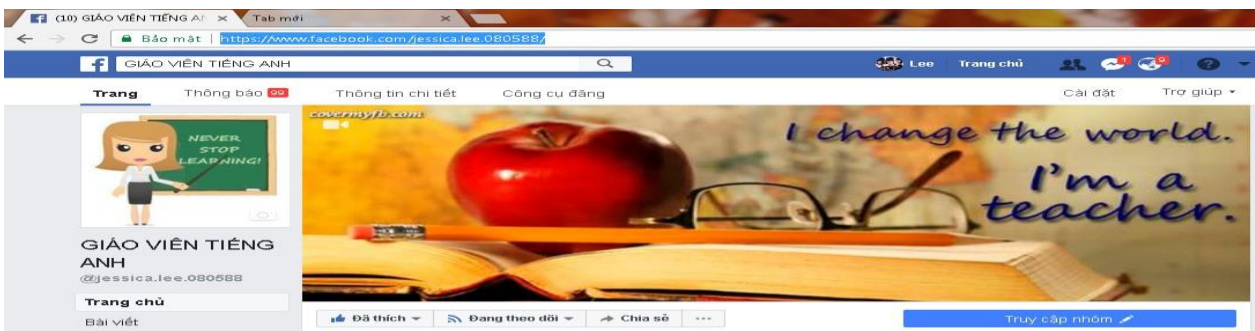 (10) GIÁO VIÊN TIẾNG A
Tab mới
Bảo mật | https://www.facebook.com/jessica.lee.080588/
GIÁO VIÊN TIẾNG ANH
Lee
Trang chủ
1
9
Trang
Thông báo 99
Thông tin chi tiết
Công cụ đăng
Cài đặt
Trợ giúp
covermyfb.com
NEVER
STOP
LEARNING!
I change the world.
I'm a
teacher.
GIÁO VIÊN TIẾNG
ANH
@jessica.lee.080588
Trang chủ
Bài viết
Đã thích
Đang theo dõi
Chia sẻ
Truy cập nhóm